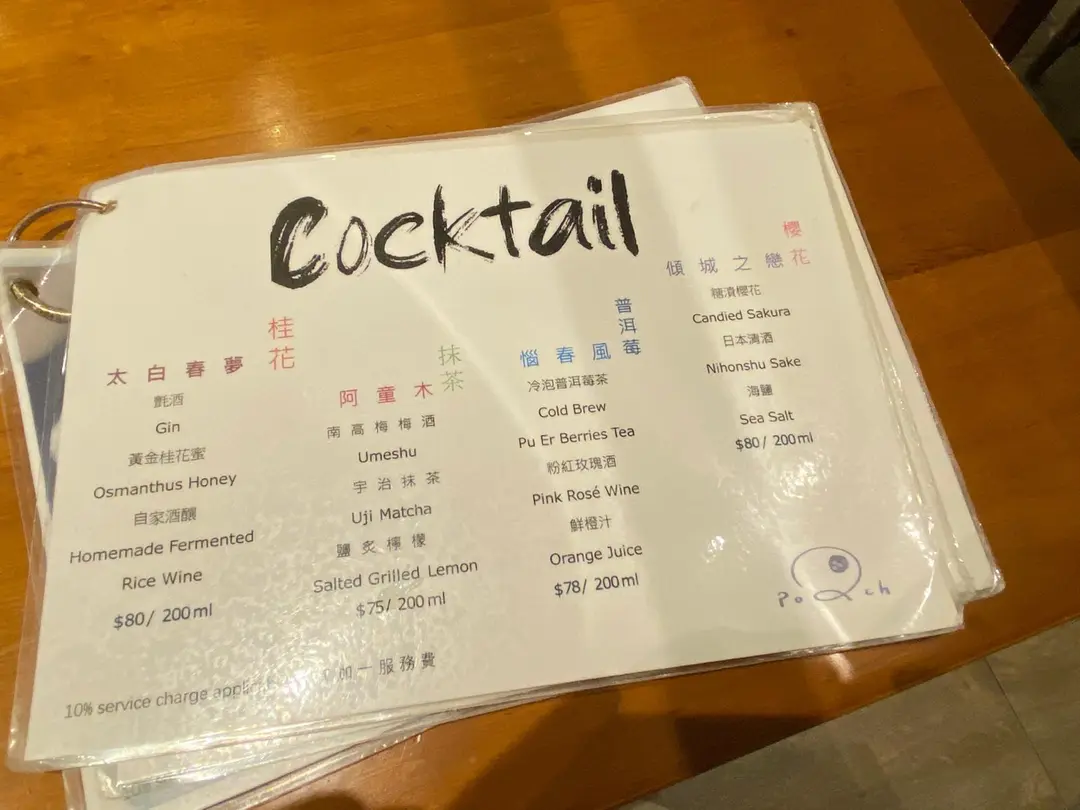 Cocktail
桂花
太白春夢
氈酒
Gin
黃金桂花蜜
Osmanthus Honey
自家酒釀
Homemade Fermented
Rice Wine
$80/ 200ml
抹茶
阿童木
南高梅梅酒
Umeshu
宇治抹茶
Uji Matcha
鹽炙檸檬
Salted Grilled Lemon
$75/ 200ml
普洱莓
惱春風
冷泡普洱莓茶
Cold Brew
Pu Er Berries Tea
粉紅玫瑰酒
Pink Rosé Wine
鮮橙汁
Orange Juice
$78/ 200ml
櫻花
傾城之戀
糖漬櫻花
Candied Sakura
日本清酒
Nihonshu Sake
海鹽
Sea Salt
$80/ 200ml
PoQch
10% service charge 加一服務費